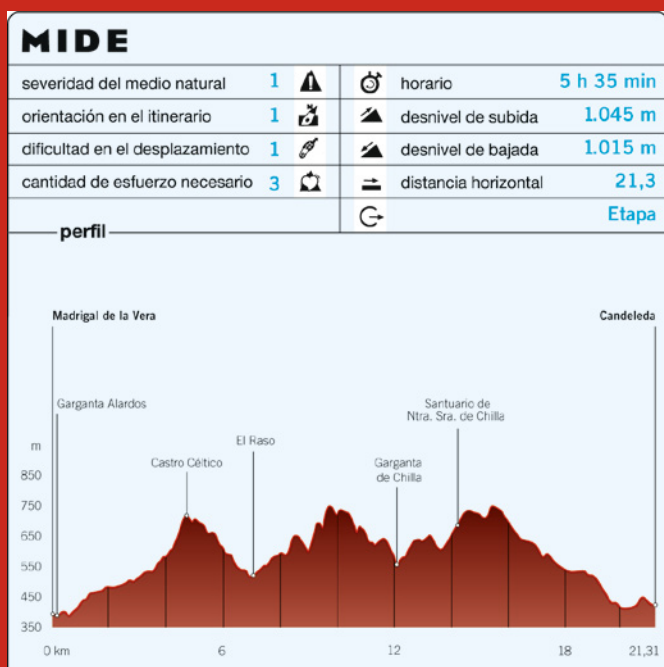 MIDE
severidad del medio natural 1
orientación en el itinerario 1
dificultad en el desplazamiento 1
cantidad de esfuerzo necesario 3
horario 5 h 35 min
desnivel de subida 1.045 m
desnivel de bajada 1.015 m
distancia horizontal 21,3
Etapa
perfil
Madrigal de la Vera
Candeleda
Garganta Alardos
Santuario de
Ntra. Sra. de Chilla
El Raso
Castro Céltico
Garganta
de Chilla
m
850
750
650
550
450
350
0 km 6 12 18 21,31